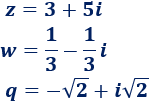 z = 3 + 5i
w = 1/3 − 1/3 i
q = −√2 + i√2